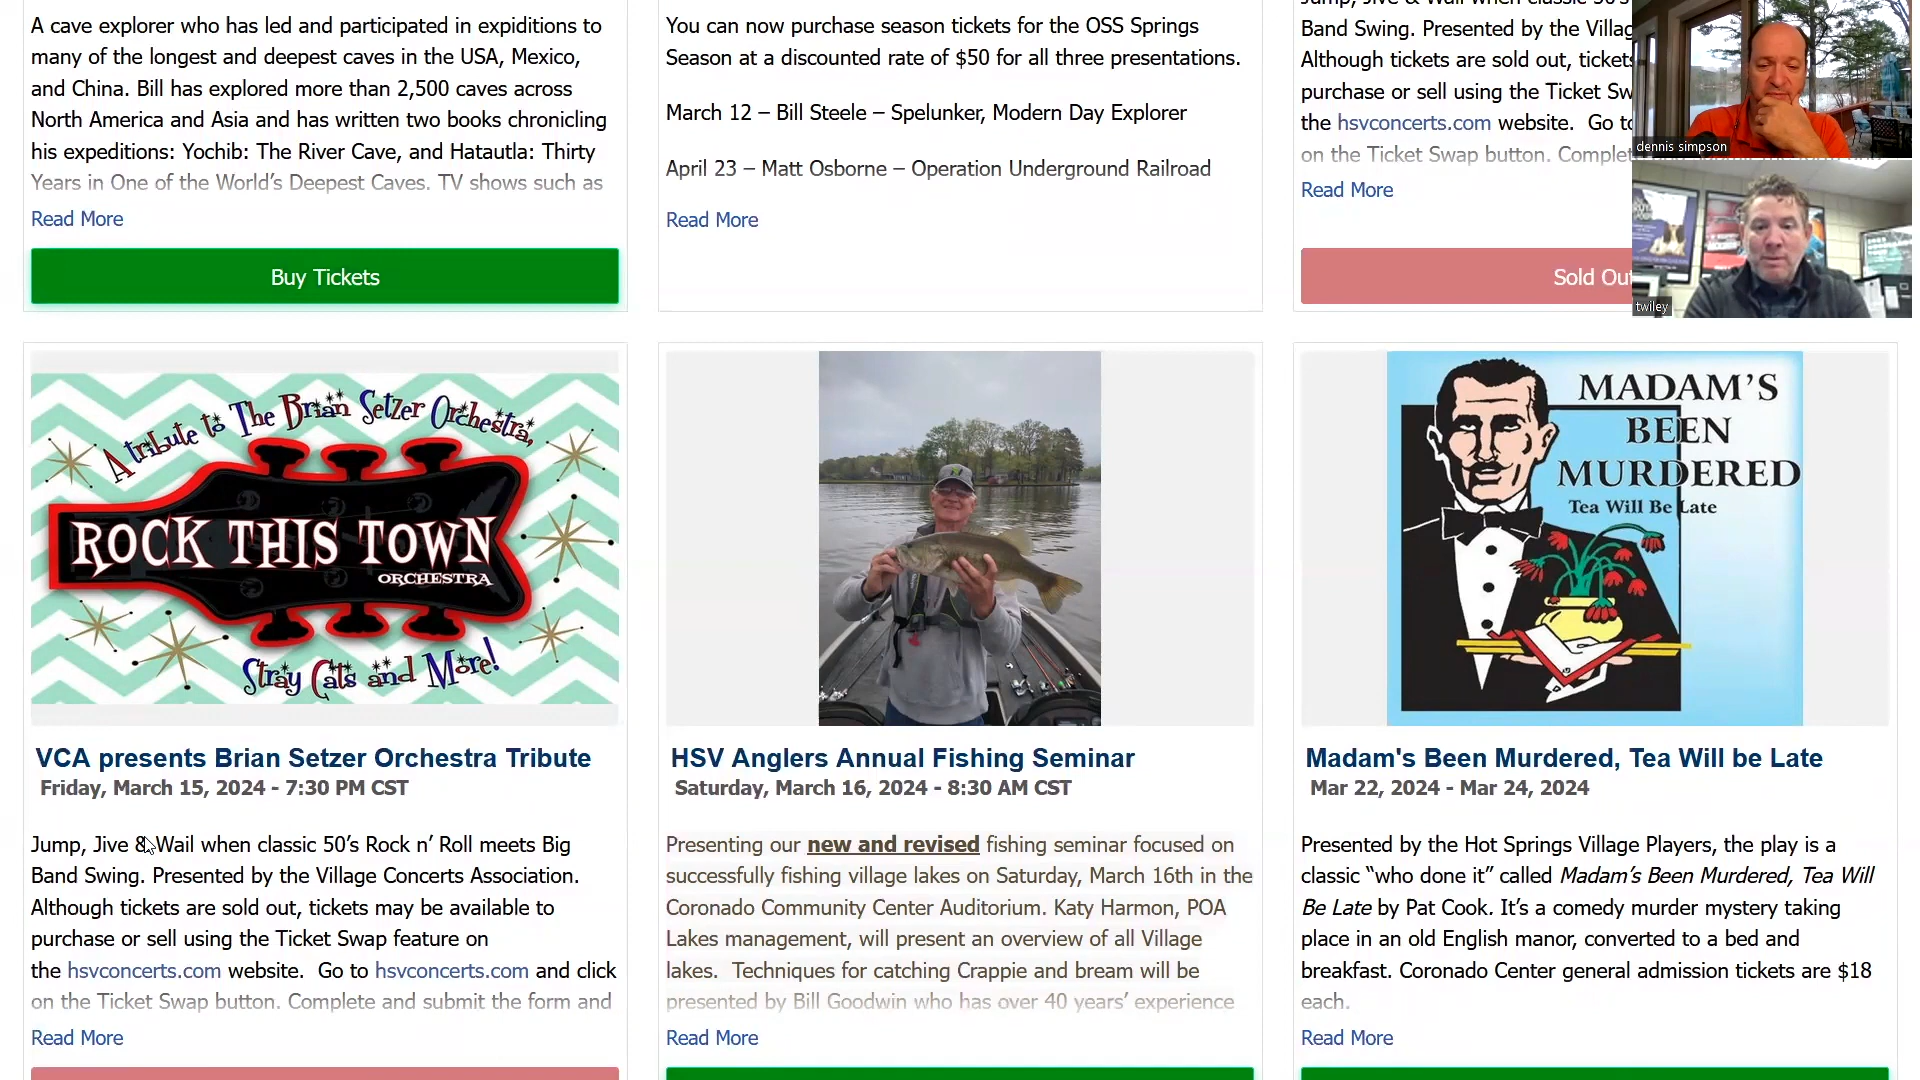 A cave explorer who has led and participated in expiditions to
many of the longest and deepest caves in the USA, Mexico,
and China. Bill has explored more than 2,500 caves across
North America and Asia and has written two books chronicling
his expeditions: Yochib: The River Cave, and Hatautla: Thirty
Years in One of the World's Deepest Caves. TV shows such as
Read More
Buy Tickets
You can now purchase season tickets for the OSS Springs
Season at a discounted rate of $50 for all three presentations.
March 12 – Bill Steele – Spelunker, Modern Day Explorer
April 23 – Matt Osborne – Operation Underground Railroad
Read More
Band Swing. Presented by the Villag
Although tickets are sold out, tickets
purchase or sell using the Ticket Sw
the hsvconcerts.com website.  Go to
on the Ticket Swap button. Complet
Read More
Sold Out
dennis simpson
twiley
A tribute to The Brian Setzer Orchestra,
ROCK THIS TOWN
ORCHESTRA
Stray Cats and More!
VCA presents Brian Setzer Orchestra Tribute
Friday, March 15, 2024 - 7:30 PM CST
Jump, Jive & Wail when classic 50's Rock n' Roll meets Big
Band Swing. Presented by the Village Concerts Association.
Although tickets are sold out, tickets may be available to
purchase or sell using the Ticket Swap feature on
the hsvconcerts.com website.  Go to hsvconcerts.com and click
on the Ticket Swap button. Complete and submit the form and
Read More
HSV Anglers Annual Fishing Seminar
Saturday, March 16, 2024 - 8:30 AM CST
Presenting our new and revised fishing seminar focused on
successfully fishing village lakes on Saturday, March 16th in the
Coronado Community Center Auditorium. Katy Harmon, POA
Lakes management, will present an overview of all Village
lakes.  Techniques for catching Crappie and bream will be
presented by Bill Goodwin who has over 40 years' experience
Read More
MADAM'S
BEEN
MURDERED
Tea Will Be Late
Madam's Been Murdered, Tea Will be Late
Mar 22, 2024 - Mar 24, 2024
Presented by the Hot Springs Village Players, the play is a
classic “who done it” called Madam's Been Murdered, Tea Will
Be Late by Pat Cook. It's a comedy murder mystery taking
place in an old English manor, converted to a bed and
breakfast. Coronado Center general admission tickets are $18
each.
Read More